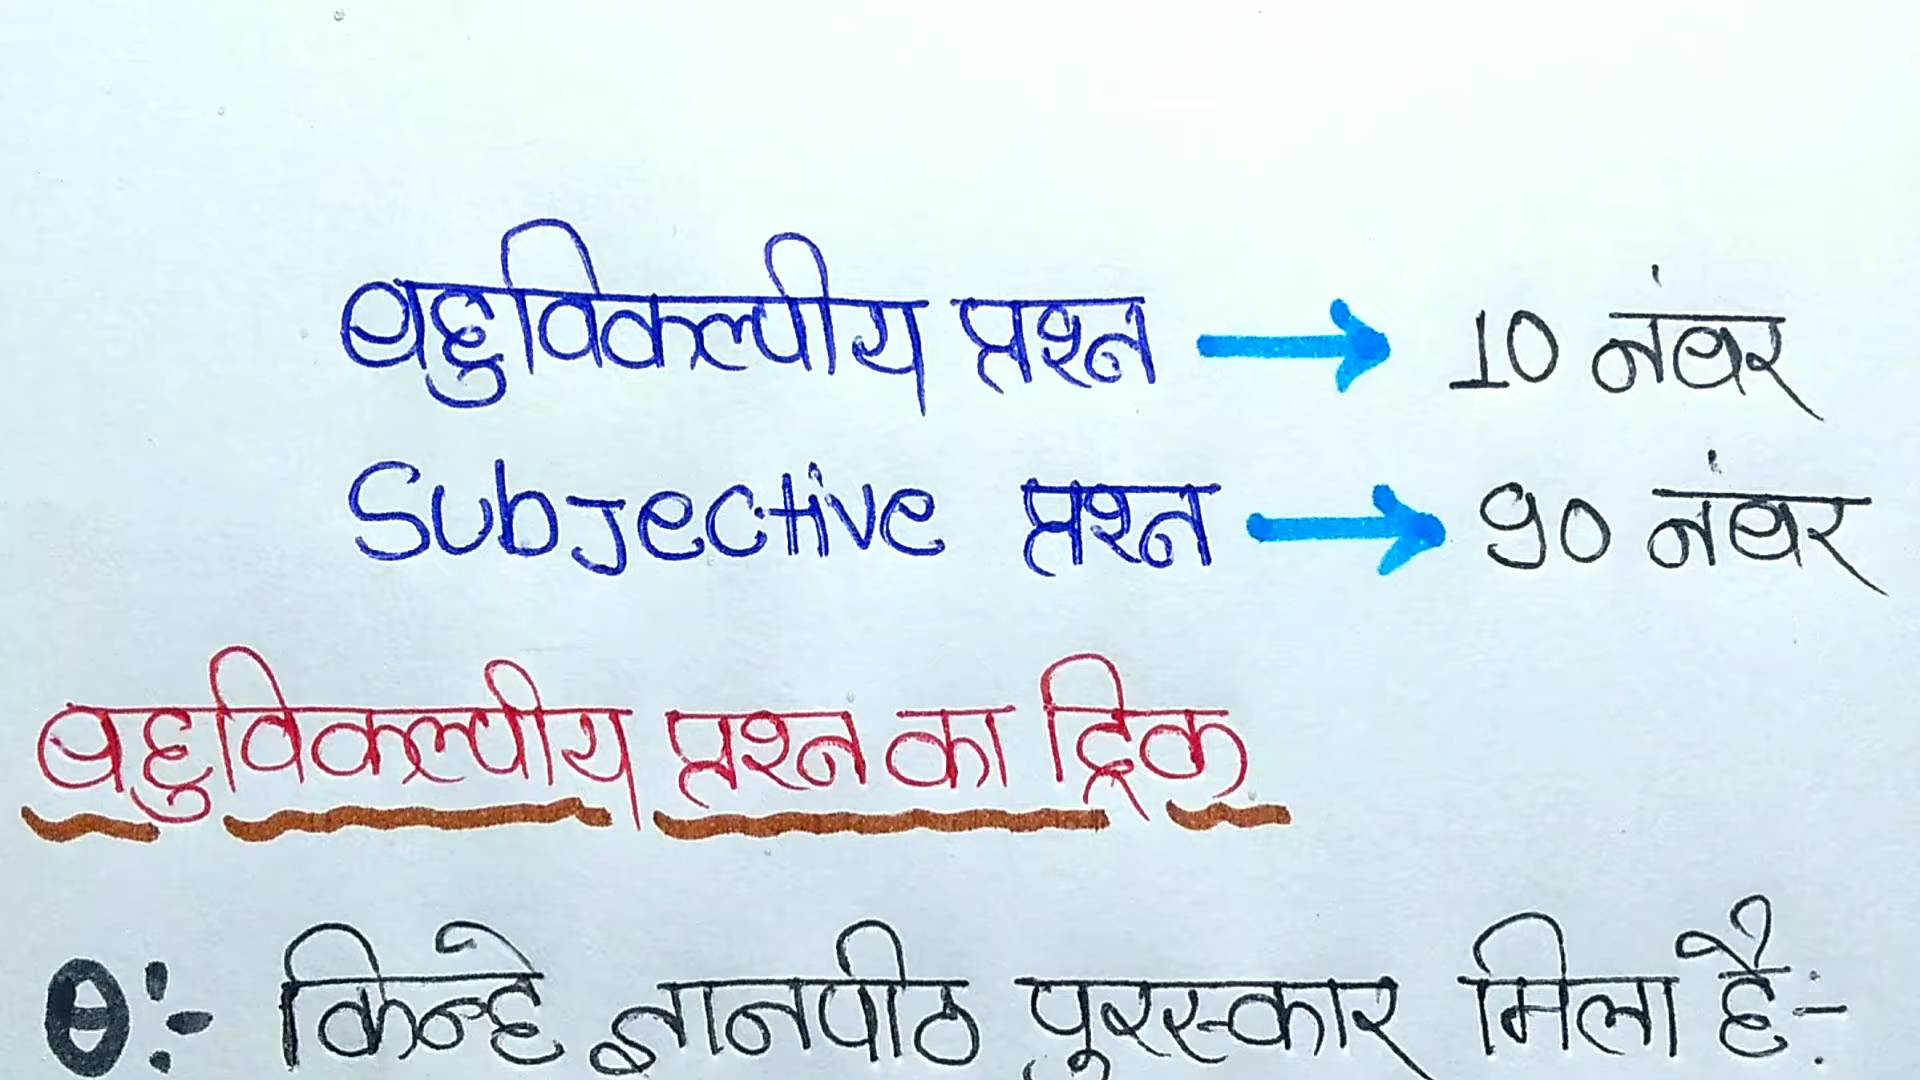 बहुविकल्पीय प्रश्न → 10 नंबर
Subjective प्रश्न → 90 नंबर
बहुविकल्पीय प्रश्न का ट्रिक
Θ:- किन्हे ज्ञानपीठ पुरस्कार मिला है:-